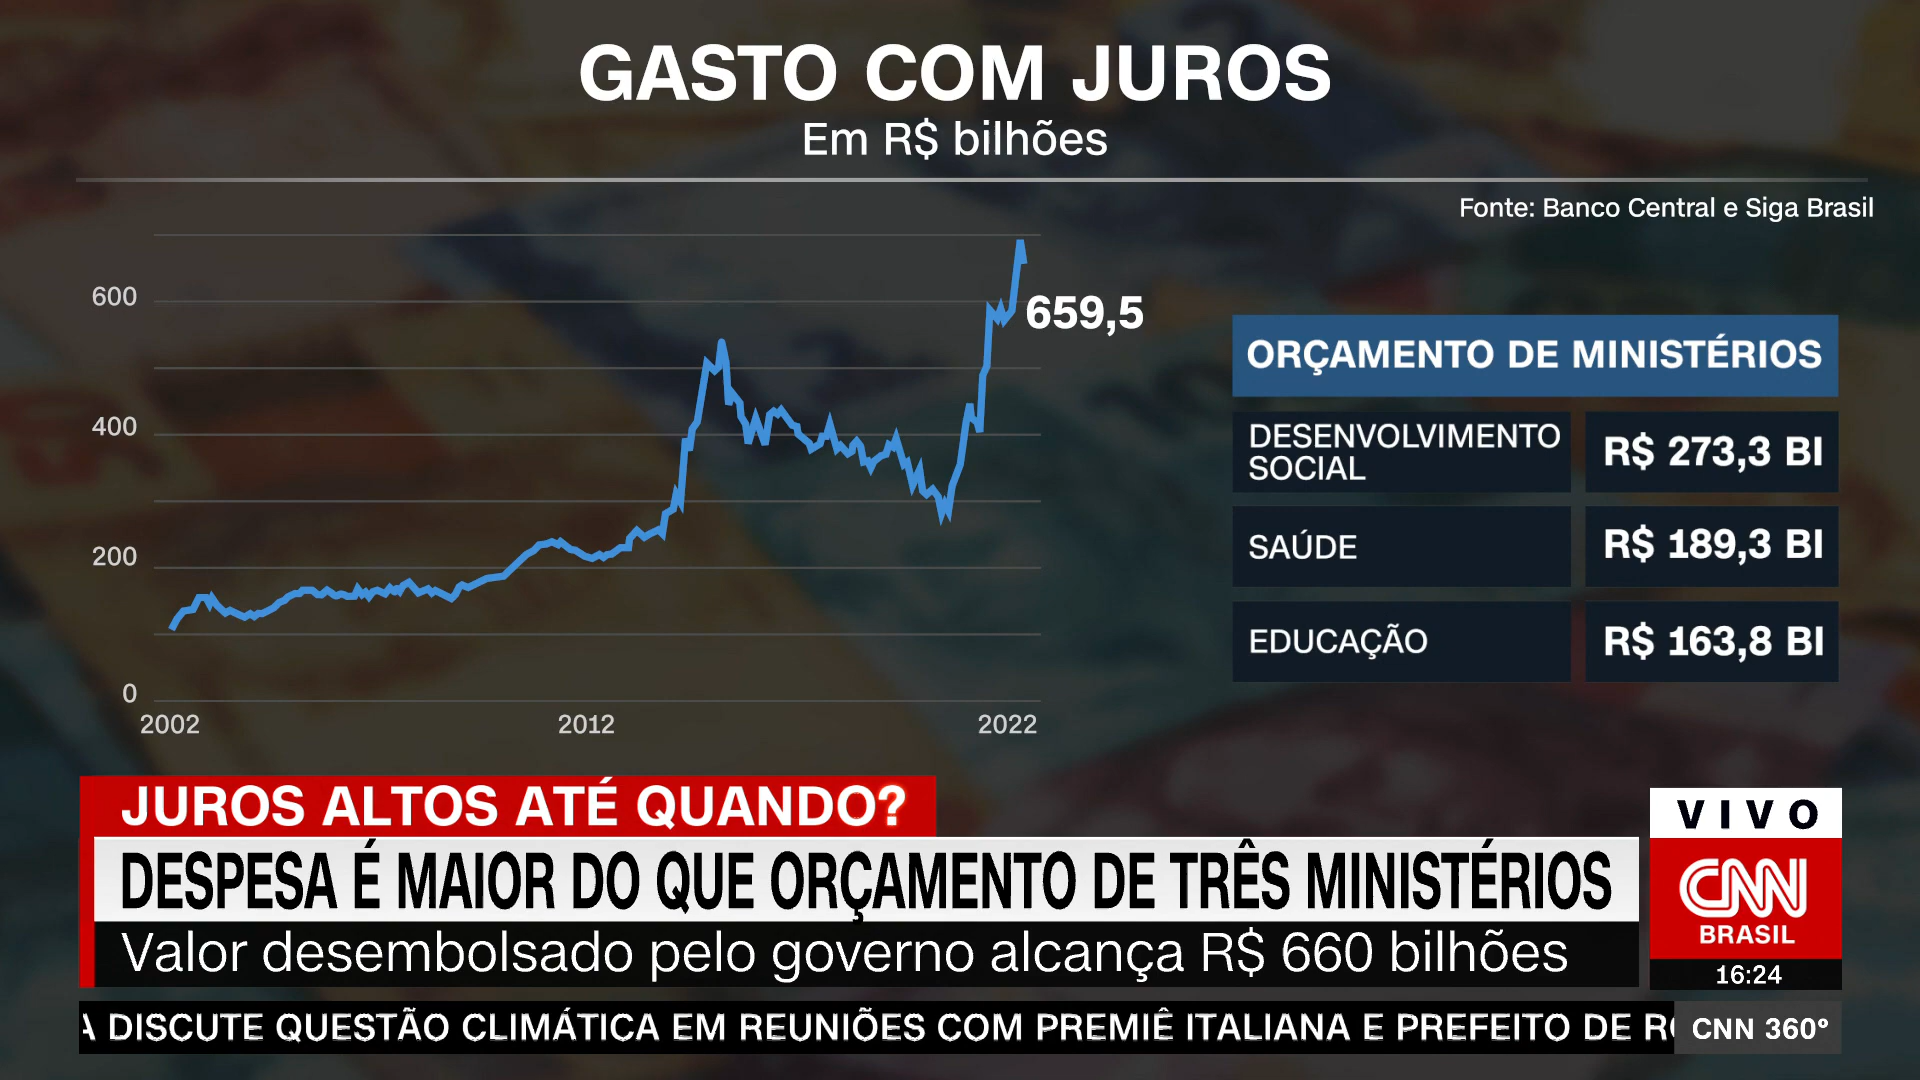 GASTO COM JUROS
Em R$ bilhões
Fonte: Banco Central e Siga Brasil
600
659,5
400
200
0
2002
2012
2022
ORÇAMENTO DE MINISTÉRIOS
DESENVOLVIMENTO
SOCIAL
R$ 273,3 BI
SAÚDE
R$ 189,3 BI
EDUCAÇÃO
R$ 163,8 BI
JUROS ALTOS ATÉ QUANDO?
DESPESA É MAIOR DO QUE ORÇAMENTO DE TRÊS MINISTÉRIOS
Valor desembolsado pelo governo alcança R$ 660 bilhões
VIVO
CNN
BRASIL
16:24
A DISCUTE QUESTÃO CLIMÁTICA EM REUNIÕES COM PREMIÊ ITALIANA E PREFEITO DE
CNN 360°